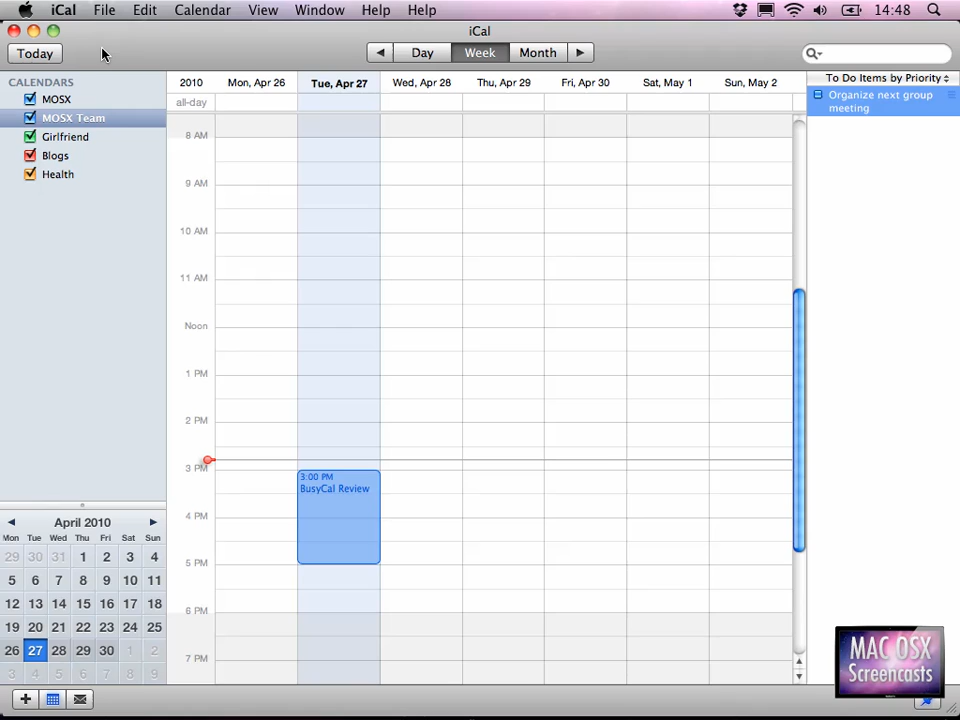 iCal File Edit Calendar View Window Help Help 14:48
iCal
Today Day Week Month
CALENDARS
MOSX
MOSX Team
Girlfriend
Blogs
Health
2010 Mon, Apr 26 Tue, Apr 27 Wed, Apr 28 Thu, Apr 29 Fri, Apr 30 Sat, May 1 Sun, May 2
all-day
8 AM
9 AM
10 AM
11 AM
Noon
1 PM
2 PM
3 PM
4 PM
5 PM
6 PM
7 PM
3:00 PM
BusyCal Review
To Do Items by Priority
Organize next group
meeting
April 2010
Mon Tue Wed Thu Fri Sat Sun
29 30 31 1 2 3 4
5 6 7 8 9 10 11
12 13 14 15 16 17 18
19 20 21 22 23 24 25
26 27 28 29 30 1 2
3 4 5 6 7 8 9
MAC OSX
Screencasts